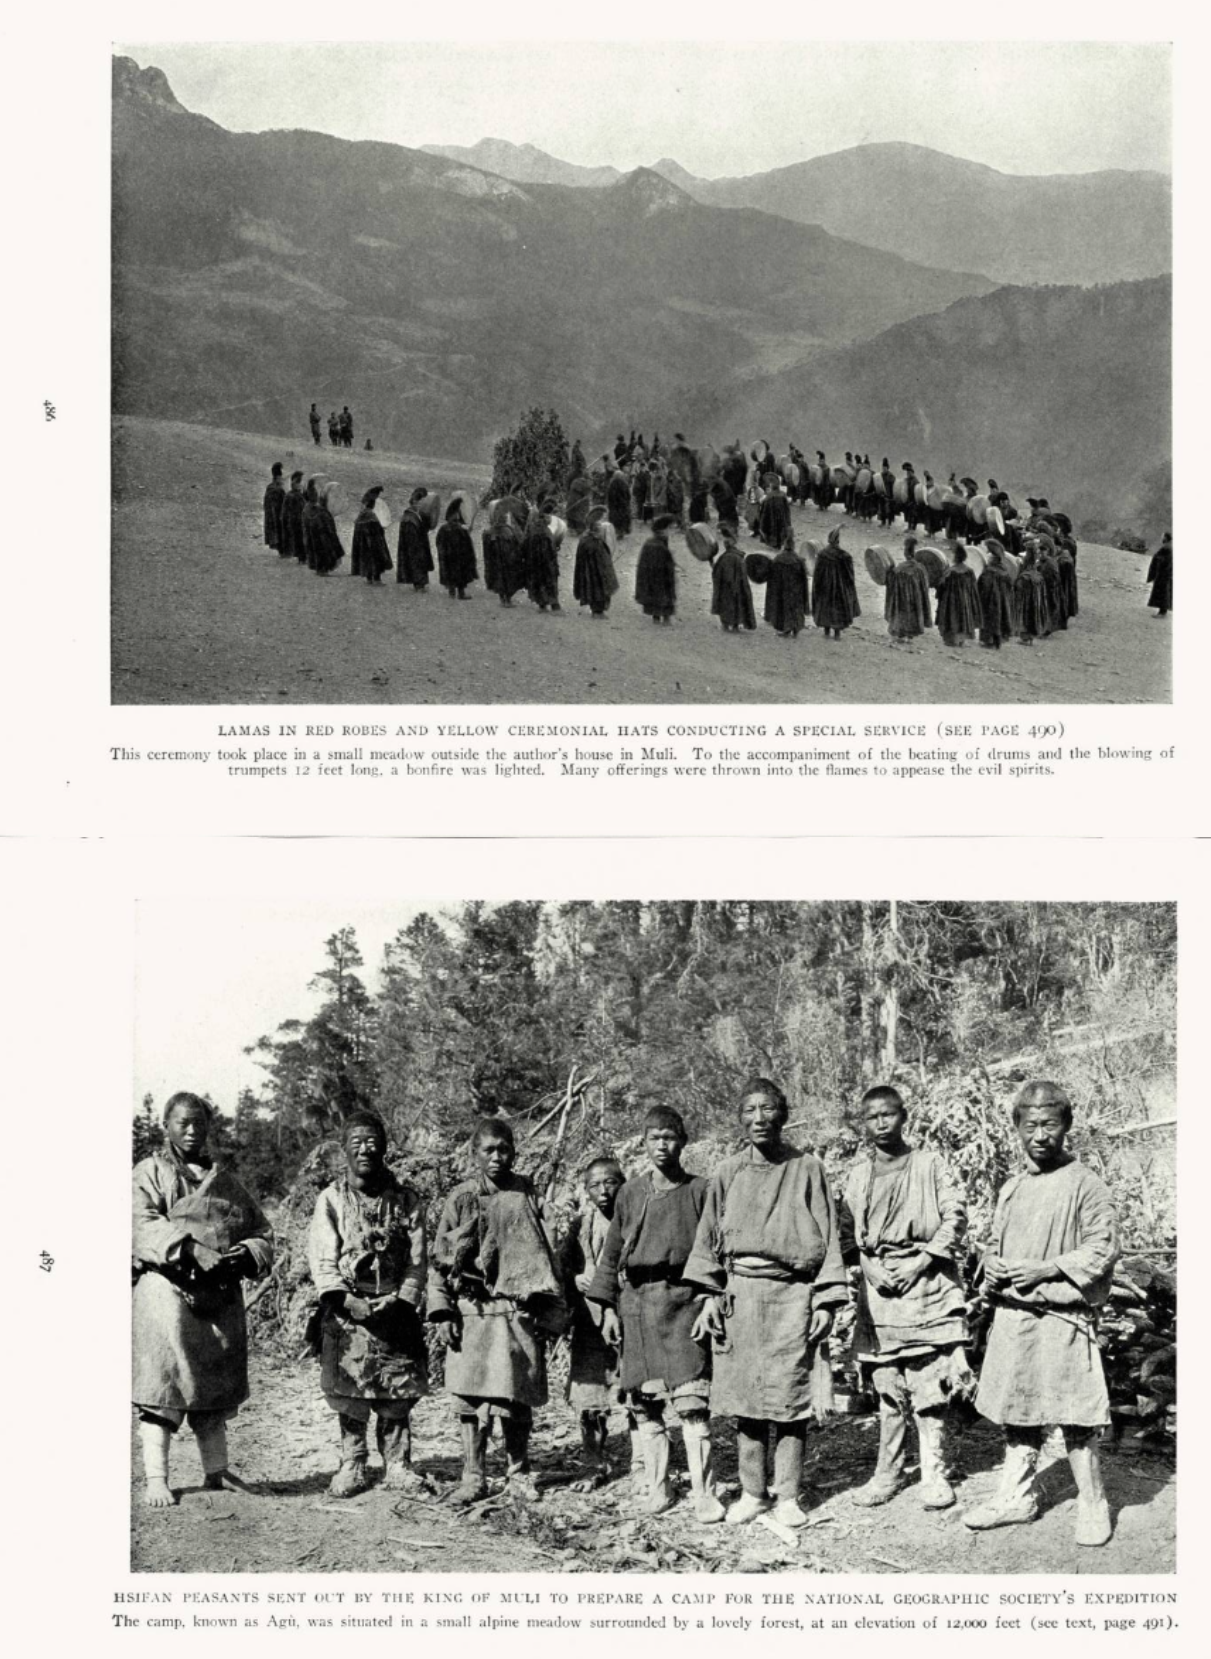 486
LAMAS IN RED ROBES AND YELLOW CEREMONIAL HATS CONDUCTING A SPECIAL SERVICE (SEE PAGE 490)
This ceremony took place in a small meadow outside the author's house in Muli. To the accompaniment of the beating of drums and the blowing of
trumpets 12 feet long, a bonfire was lighted. Many offerings were thrown into the flames to appease the evil spirits.
487
HSIFAN PEASANTS SENT OUT BY THE KING OF MULI TO PREPARE A CAMP FOR THE NATIONAL GEOGRAPHIC SOCIETY'S EXPEDITION
The camp, known as Agù, was situated in a small alpine meadow surrounded by a lovely forest, at an elevation of 12,000 feet (see text, page 491).